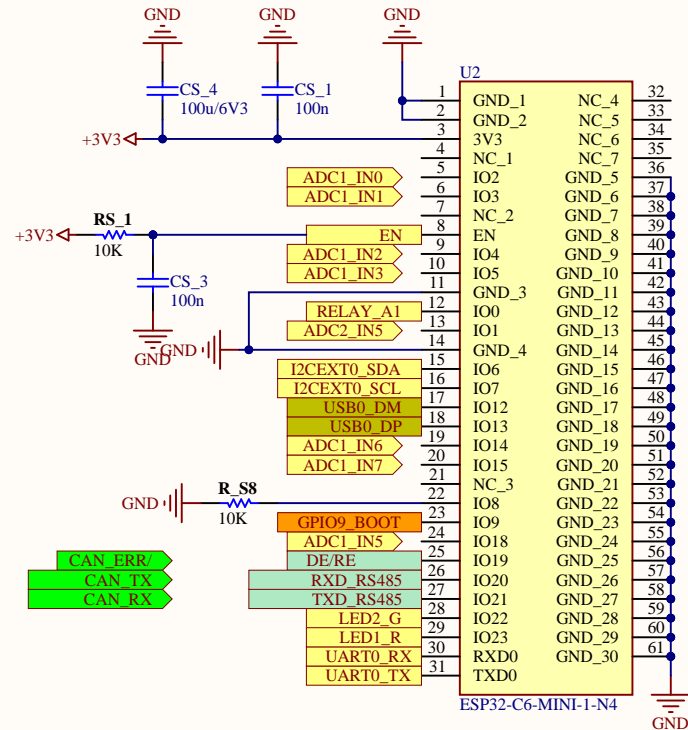 GND GND GND
CS_4
100u/6V3
CS_1
100n
+3V3
U2
1 GND_1 NC_4 32
2 GND_2 NC_5 33
3 3V3 NC_6 34
4 NC_1 NC_7 35
ADC1_IN0 5 IO2 GND_5 36
ADC1_IN1 6 IO3 GND_6 37
7 NC_2 GND_7 38
+3V3 RS_1 10K EN 8 EN GND_8 39
ADC1_IN2 9 IO4 GND_9 40
ADC1_IN3 10 IO5 GND_10 41
CS_3
100n
11 GND_3 GND_11 42
RELAY_A1 12 IO0 GND_12 43
ADC2_IN5 13 IO1 GND_13 44
GND GND 14 GND_4 GND_14 45
I2CEXT0_SDA 15 IO6 GND_15 46
I2CEXT0_SCL 16 IO7 GND_16 47
USB0_DM 17 IO12 GND_17 48
USB0_DP 18 IO13 GND_18 49
ADC1_IN6 19 IO14 GND_19 50
ADC1_IN7 20 IO15 GND_20 51
21 NC_3 GND_21 52
GND R_S8 10K 22 IO8 GND_22 53
GPIO9_BOOT 23 IO9 GND_23 54
ADC1_IN5 24 IO18 GND_24 55
CAN_ERR/ DE/RE 25 IO19 GND_25 56
CAN_TX RXD_RS485 26 IO20 GND_26 57
CAN_RX TXD_RS485 27 IO21 GND_27 58
LED2_G 28 IO22 GND_28 59
LED1_R 29 IO23 GND_29 60
UART0_RX 30 RXD0 GND_30 61
UART0_TX 31 TXD0
ESP32-C6-MINI-1-N4
GND